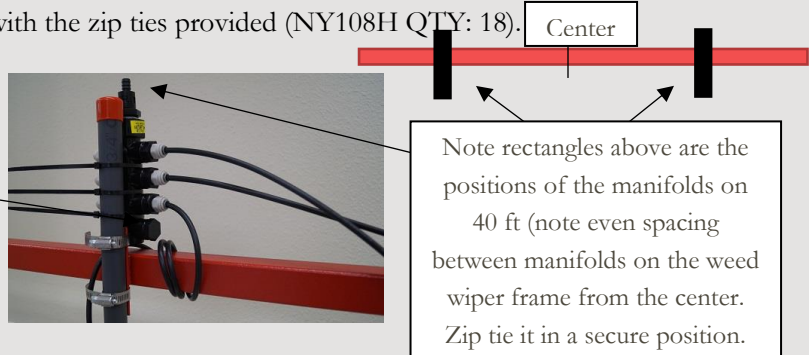 with the zip ties provided (NY108H QTY: 18).
Center
Note rectangles above are the
positions of the manifolds on
40 ft (note even spacing
between manifolds on the weed
wiper frame from the center.
Zip tie it in a secure position.